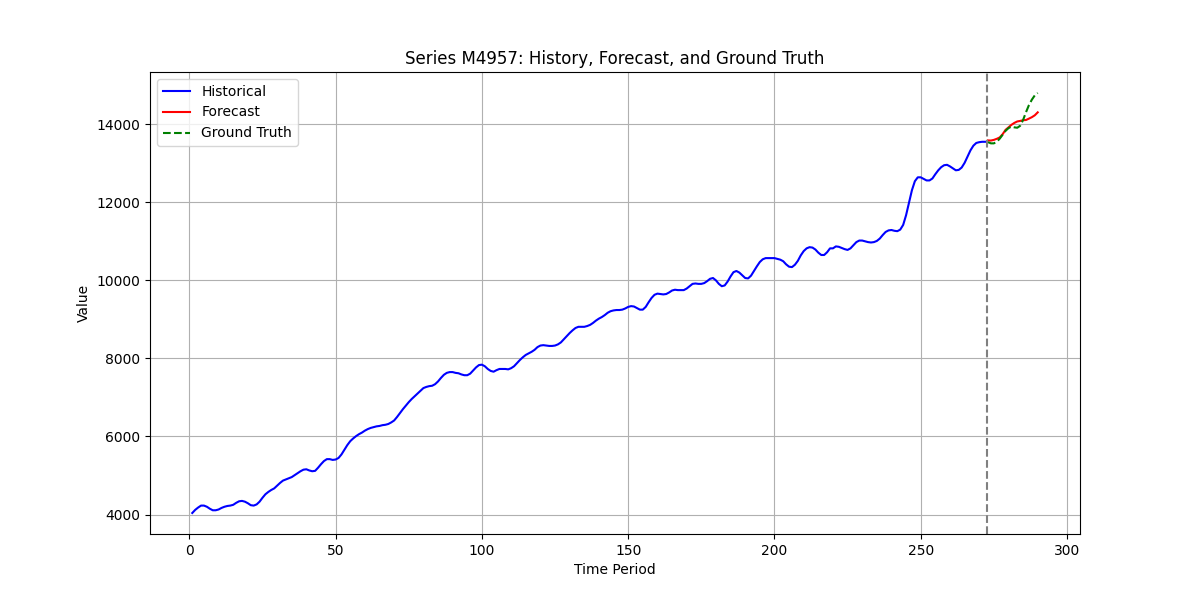 Series M4957: History, Forecast, and Ground Truth
Historical
Forecast
Ground Truth
14000
12000
10000
8000
6000
4000
Value
0 50 100 150 200 250 300
Time Period